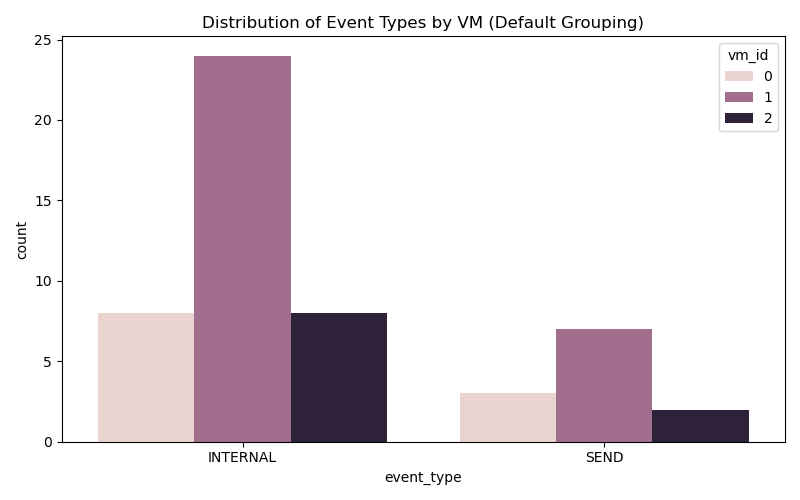 Distribution of Event Types by VM (Default Grouping)
25
20
15
10
5
0
count
INTERNAL
SEND
event_type
vm_id
0
1
2